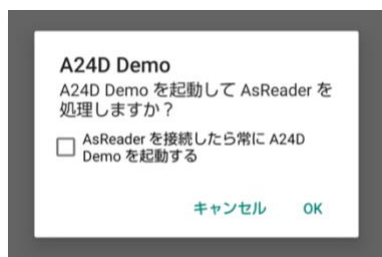 A24D Demo
A24D Demo を起動して AsReader を
処理しますか？
AsReader を接続したら常に A24D
Demo を起動する
キャンセル OK